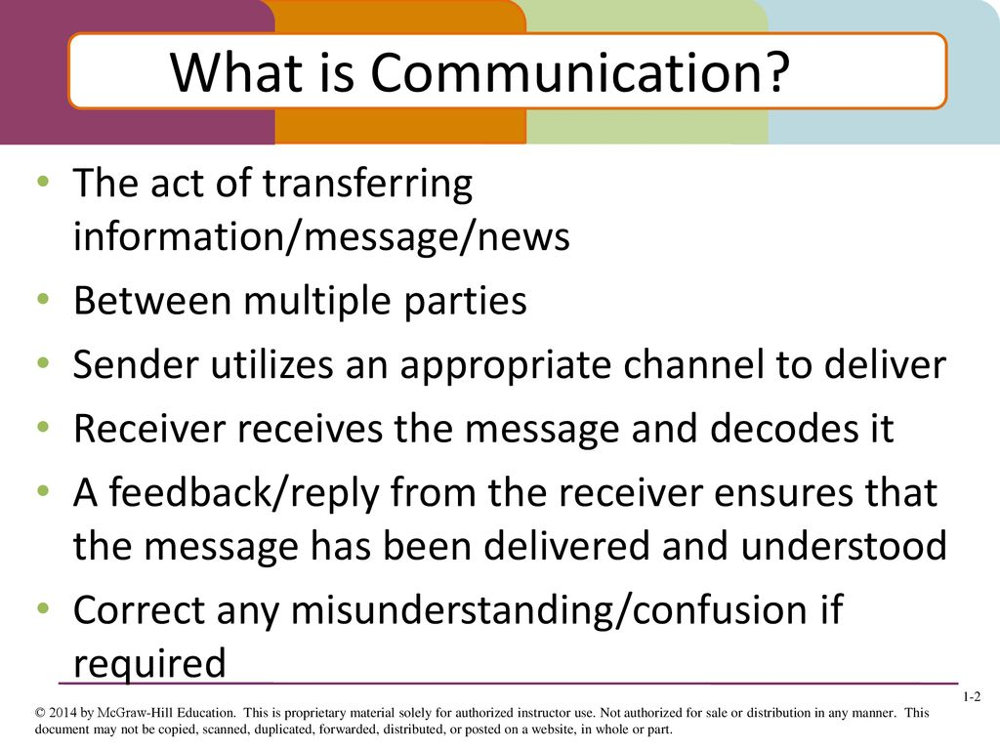 What is Communication?
• The act of transferring
information/message/news
• Between multiple parties
• Sender utilizes an appropriate channel to deliver
• Receiver receives the message and decodes it
• A feedback/reply from the receiver ensures that
the message has been delivered and understood
• Correct any misunderstanding/confusion if
required
1-2
© 2014 by McGraw-Hill Education. This is proprietary material solely for authorized instructor use. Not authorized for sale or distribution in any manner. This
document may not be copied, scanned, duplicated, forwarded, distributed, or posted on a website, in whole or part.